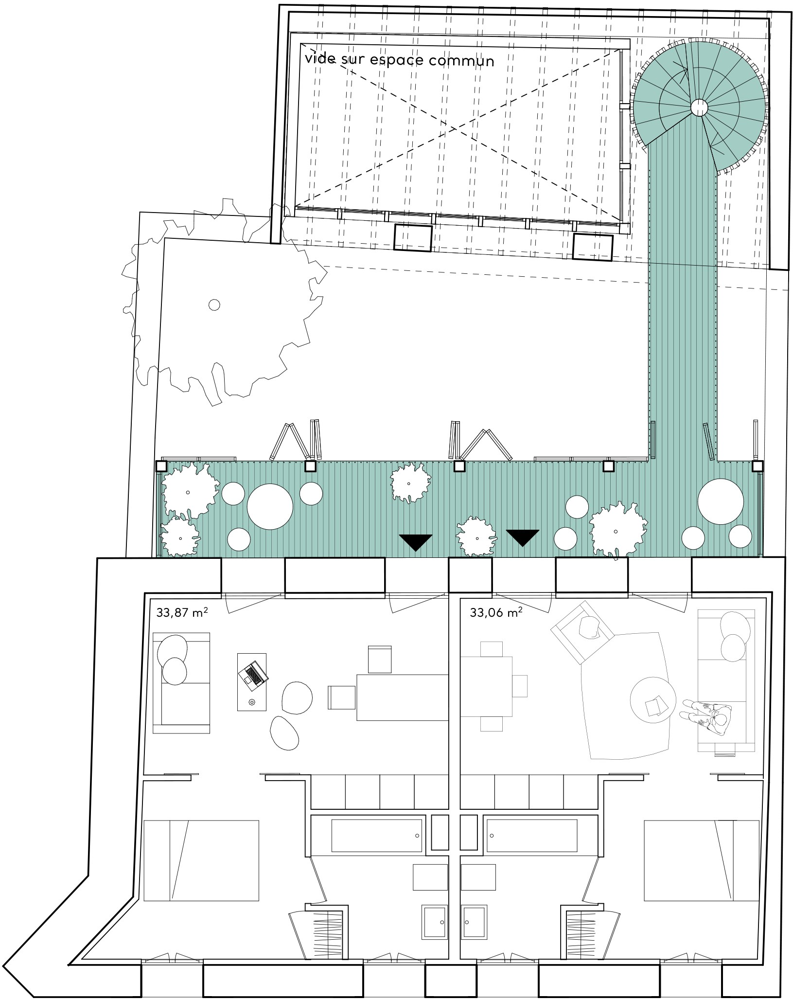 vide sur espace commun
33,87 m²
33,06 m²